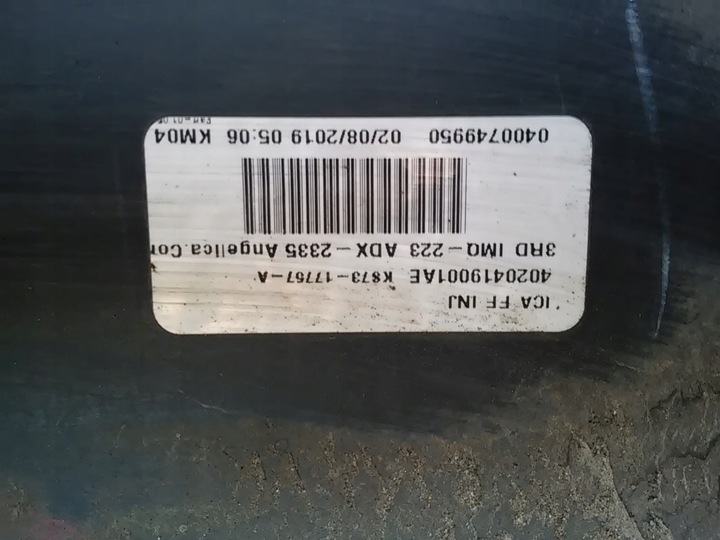 ICA FF INJ
4020419001AE K873-17757-A
3RD IMQ-223 ADX-2335 Angelica.Cor
0400749950 02/08/2019 05:06 KM04